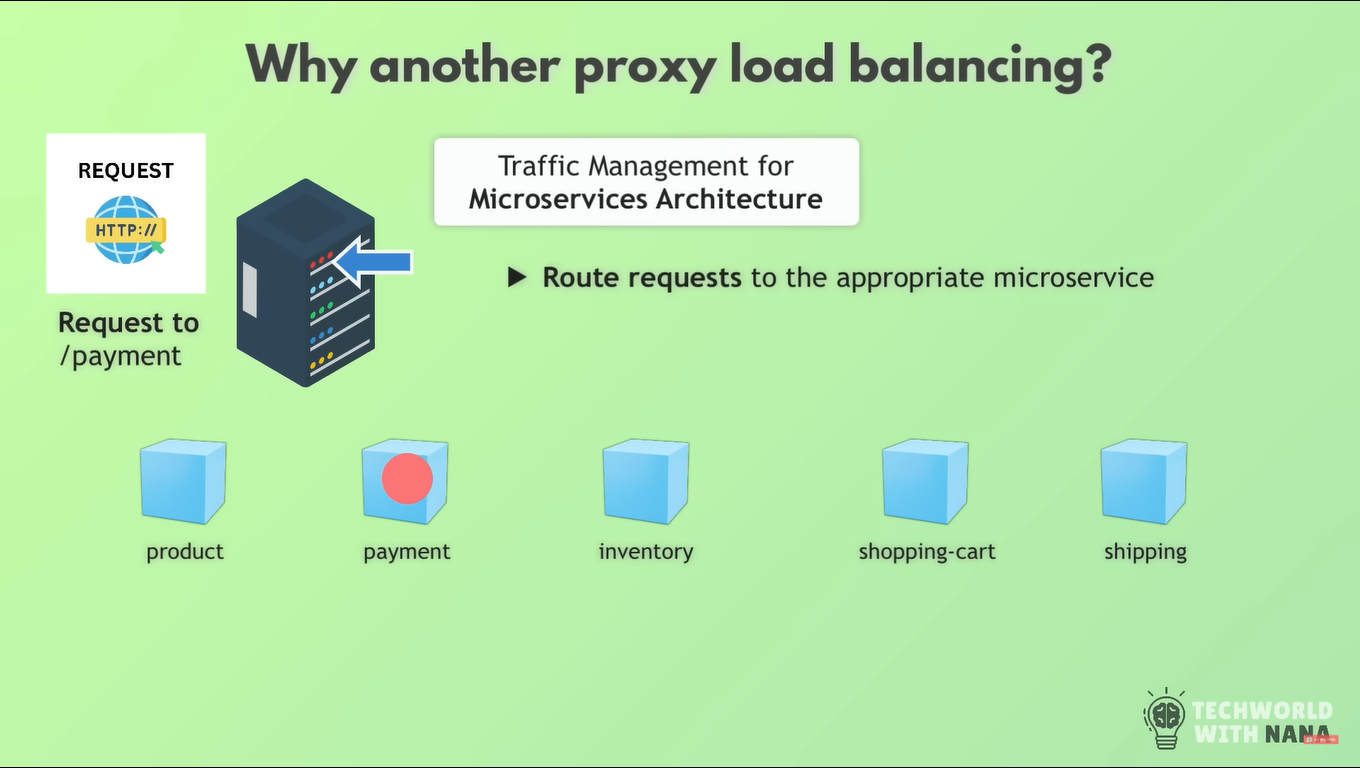 Why another proxy load balancing?
REQUEST
HTTP://
Request to
/payment
Traffic Management for
Microservices Architecture
► Route requests to the appropriate microservice
product
payment
inventory
shopping-cart
shipping
TECHWORLD
WITH NANA